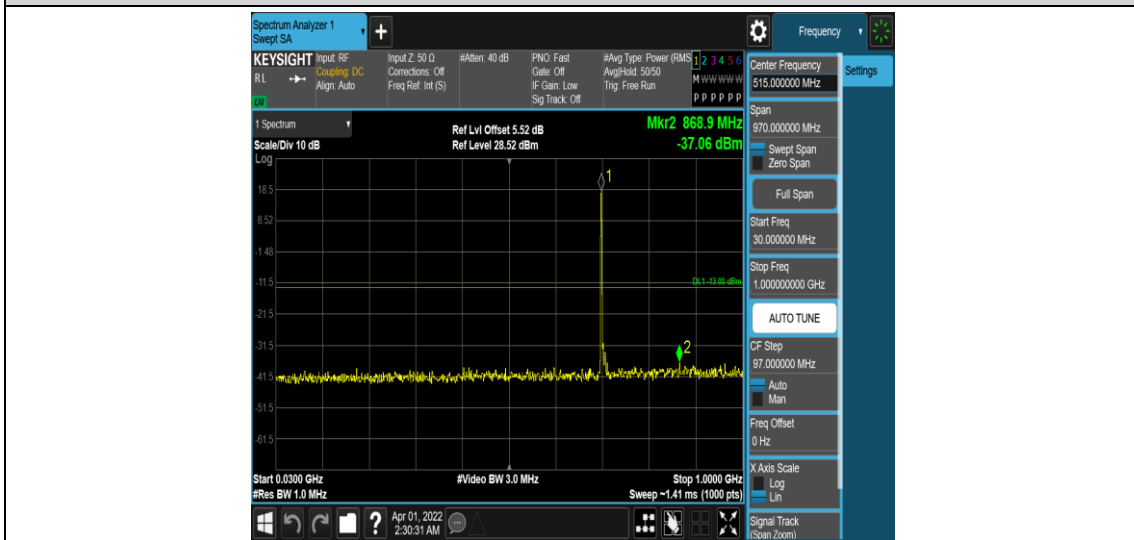 Spectrum Analyzer 1
Swept SA
+
Frequency
KEYSIGHT
RL
Input: RF
Coupling: DC
Align: Auto
Input Z: 50 Ω
Corrections: Off
Freq Ref: Int (S)
#Atten: 40 dB
PNO: Fast
Gate: Off
IF Gain: Low
Sig Track: Off
#Avg Type: Power (RMS
Avg|Hold: 50/50
Trig: Free Run
1 2 3 4 5 6
M W W W W W
P P P P P P
LXI
1 Spectrum
Scale/Div 10 dB
Log
Ref Lvl Offset 5.52 dB
Ref Level 28.52 dBm
Mkr2 868.9 MHz
-37.06 dBm
1
18.5
8.52
-1.48
-11.5
DL1 -13.00 dBm
-21.5
-31.5
2
-41.5
-51.5
-61.5
Start 0.0300 GHz
#Video BW 3.0 MHz
Stop 1.0000 GHz
#Res BW 1.0 MHz
Sweep ~1.41 ms (1000 pts)
?
Apr 01, 2022
2:30:31 AM
Center Frequency
515.000000 MHz
Settings
Span
970.000000 MHz
Swept Span
Zero Span
Full Span
Start Freq
30.000000 MHz
Stop Freq
1.000000000 GHz
AUTO TUNE
CF Step
97.000000 MHz
Auto
Man
Freq Offset
0 Hz
X Axis Scale
Log
Lin
Signal Track
(Span Zoom)